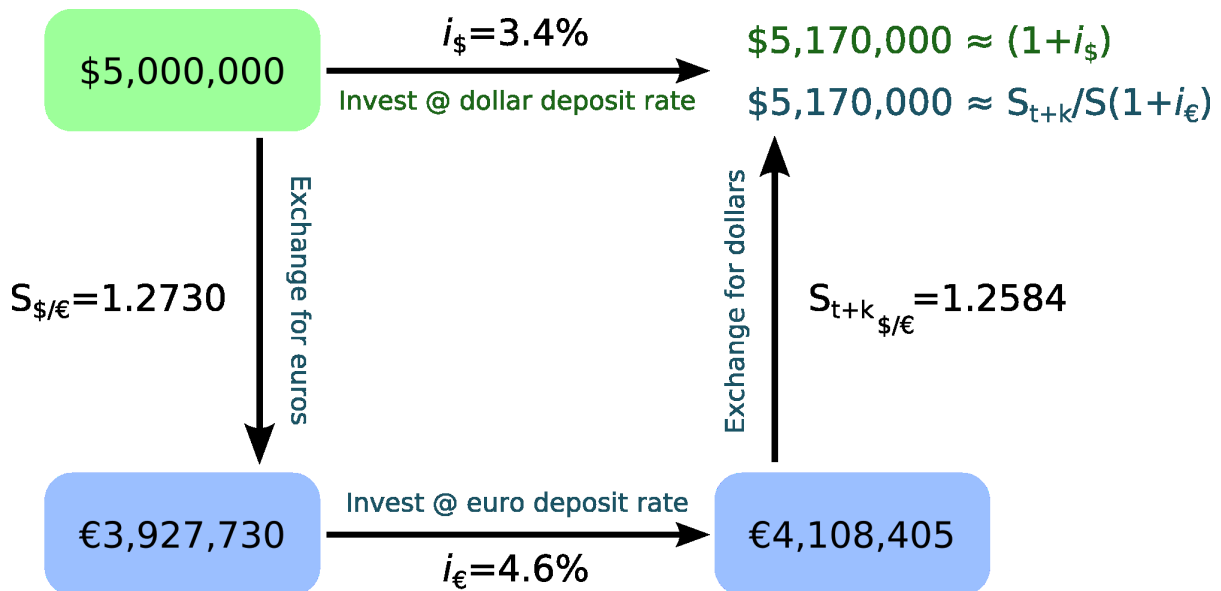 $5,000,000
i$=3.4%
Invest @ dollar deposit rate
$5,170,000 ≈ (1+i$)
$5,170,000 ≈ St+k/S(1+i€)
Exchange for euros
S$/€=1.2730
Exchange for dollars
St+k$/€=1.2584
€3,927,730
Invest @ euro deposit rate
i€=4.6%
€4,108,405